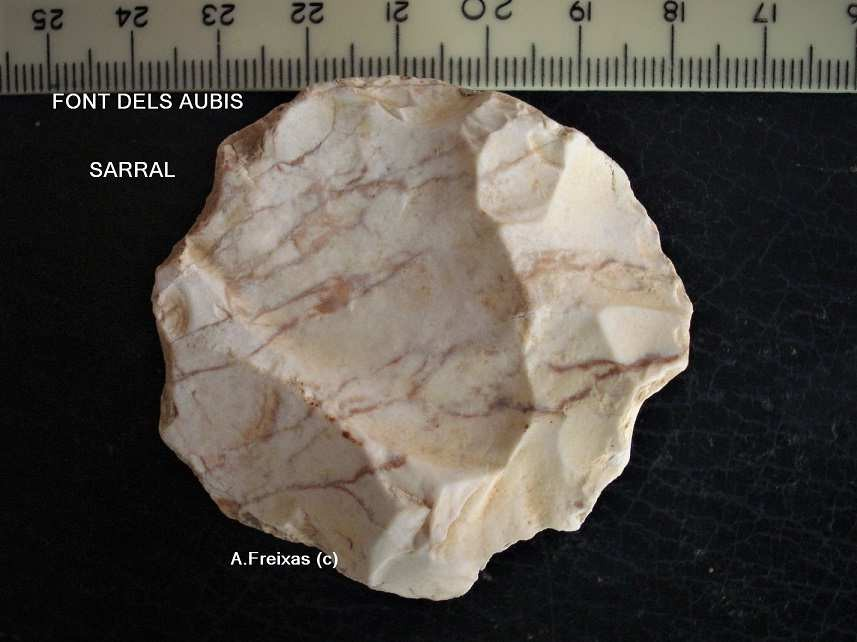 25 24 23 22 21 20 19 18 17
FONT DELS AUBIS
SARRAL
A.Freixas (c)